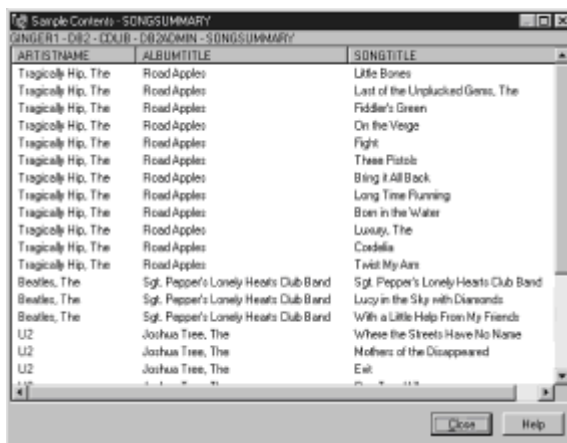 Sample Contents - SONGSUMMARY
GINGER1 - DB2 - CDLIB - DB2ADMIN - SONGSUMMARY
ARTISTNAME ALBUMTITLE SONGTITLE
Tragically Hip, The Road Apples Little Bones
Tragically Hip, The Road Apples Last of the Unplucked Gems, The
Tragically Hip, The Road Apples Fiddler's Green
Tragically Hip, The Road Apples On the Verge
Tragically Hip, The Road Apples Fight
Tragically Hip, The Road Apples Three Pistols
Tragically Hip, The Road Apples Bring it All Back
Tragically Hip, The Road Apples Long Time Running
Tragically Hip, The Road Apples Born in the Water
Tragically Hip, The Road Apples Luxury, The
Tragically Hip, The Road Apples Cordelia
Tragically Hip, The Road Apples Twist My Arm
Beatles, The Sgt. Pepper's Lonely Hearts Club Band Sgt. Pepper's Lonely Hearts Club Band
Beatles, The Sgt. Pepper's Lonely Hearts Club Band Lucy in the Sky with Diamonds
Beatles, The Sgt. Pepper's Lonely Hearts Club Band With a Little Help From My Friends
U2 Joshua Tree, The Where the Streets Have No Name
U2 Joshua Tree, The Mothers of the Disappeared
U2 Joshua Tree, The Exit
Close Help